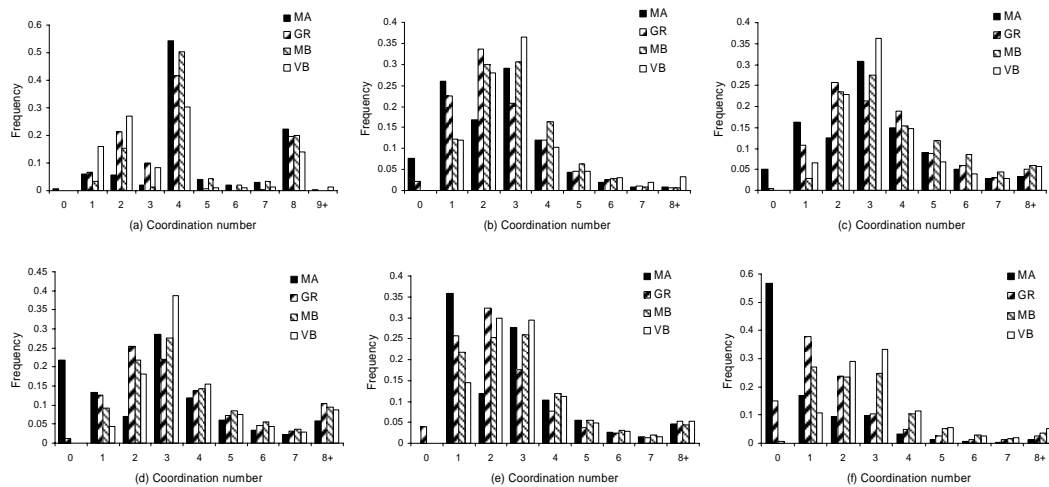 0.6
0.5
0.4
0.3
0.2
0.1
0
Frequency
0 1 2 3 4 5 6 7 8 9+
(a) Coordination number
MA
GR
MB
VB
0.4
0.35
0.3
0.25
0.2
0.15
0.1
0.05
0
Frequency
0 1 2 3 4 5 6 7 8+
(b) Coordination number
MA
GR
MB
VB
0.4
0.35
0.3
0.25
0.2
0.15
0.1
0.05
0
Frequency
0 1 2 3 4 5 6 7 8+
(c) Coordination number
MA
GR
MB
VB
0.45
0.4
0.35
0.3
0.25
0.2
0.15
0.1
0.05
0
Frequency
0 1 2 3 4 5 6 7 8+
(d) Coordination number
MA
GR
MB
VB
0.4
0.35
0.3
0.25
0.2
0.15
0.1
0.05
0
Frequency
0 1 2 3 4 5 6 7 8+
(e) Coordination number
MA
GR
MB
VB
0.6
0.5
0.4
0.3
0.2
0.1
0
Frequency
0 1 2 3 4 5 6 7 8+
(f) Coordination number
MA
GR
MB
VB